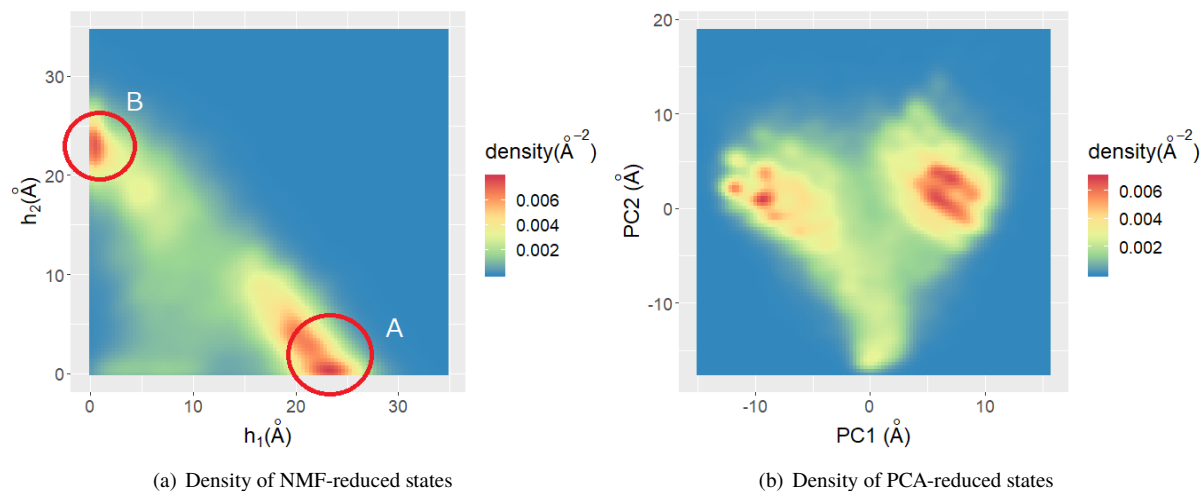 B
A
30
20
10
0
h₂(Å)
0
10
20
30
h₁(Å)
density(Å⁻²)
0.006
0.004
0.002
(a) Density of NMF-reduced states
20
10
0
-10
PC2 (Å)
-10
0
10
PC1 (Å)
density(Å⁻²)
0.006
0.004
0.002
(b) Density of PCA-reduced states